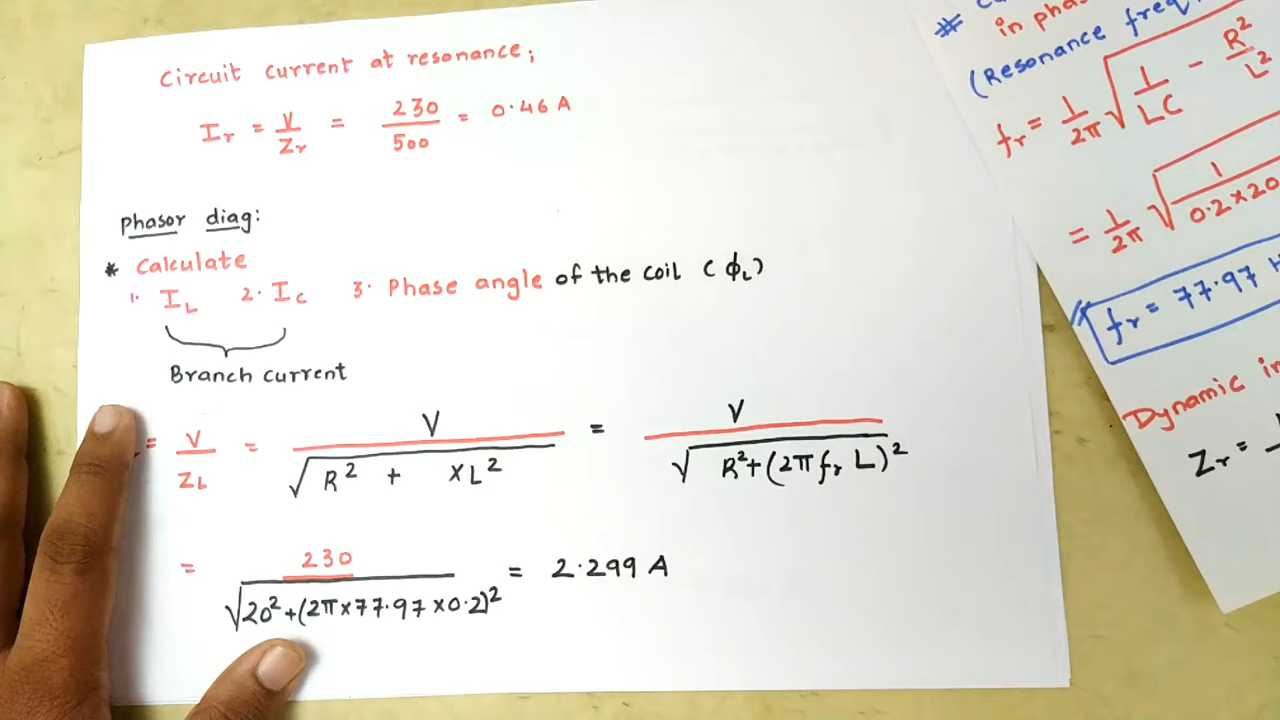 Circuit current at resonance;
Ir = V/Zr = 230/500 = 0.46 A
Phasor diag:
* Calculate
1. IL 2. IC 3. Phase angle of the coil (ϕL)
Branch current
L = V/ZL = V/√(R² + XL²) = V/√(R²+(2πfr L)²)
= 230/√(20²+(2π×77.97×0.2)²) = 2.299 A
#
in phas
(Resonance freq
fr = 1/2π √(1/LC - R²/L²)
= 1/2π √(1/0.2×20
fr = 77.97 H
Dynamic i
Zr =